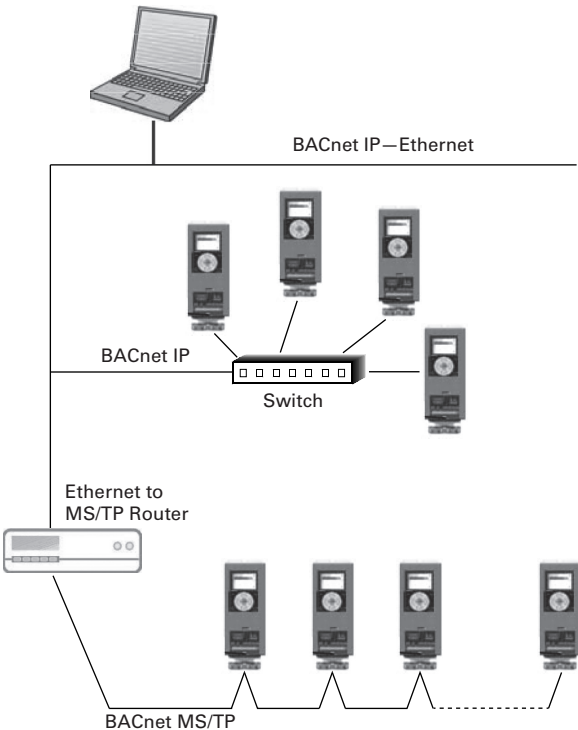 BACnet IP—Ethernet
BACnet IP
Switch
Ethernet to
MS/TP Router
BACnet MS/TP